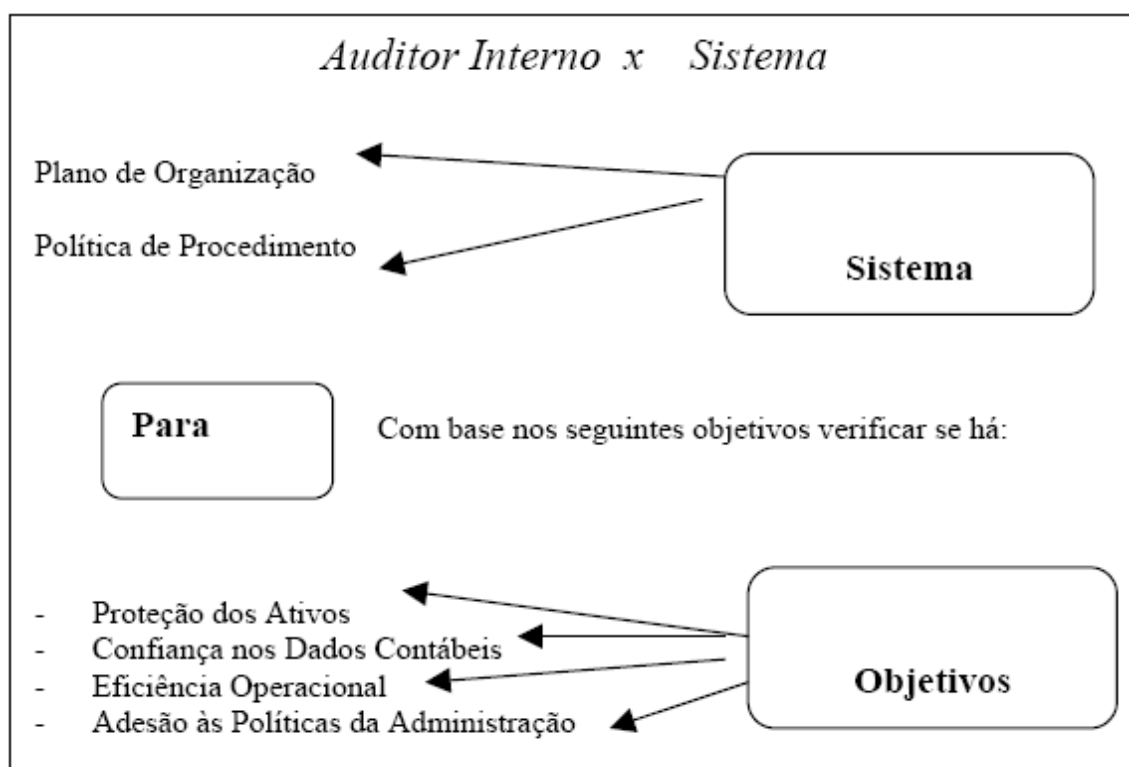 Auditor Interno x Sistema
Plano de Organização
Política de Procedimento
Sistema
Para
Com base nos seguintes objetivos verificar se há:
- Proteção dos Ativos
- Confiança nos Dados Contábeis
- Eficiência Operacional
- Adesão às Políticas da Administração
Objetivos